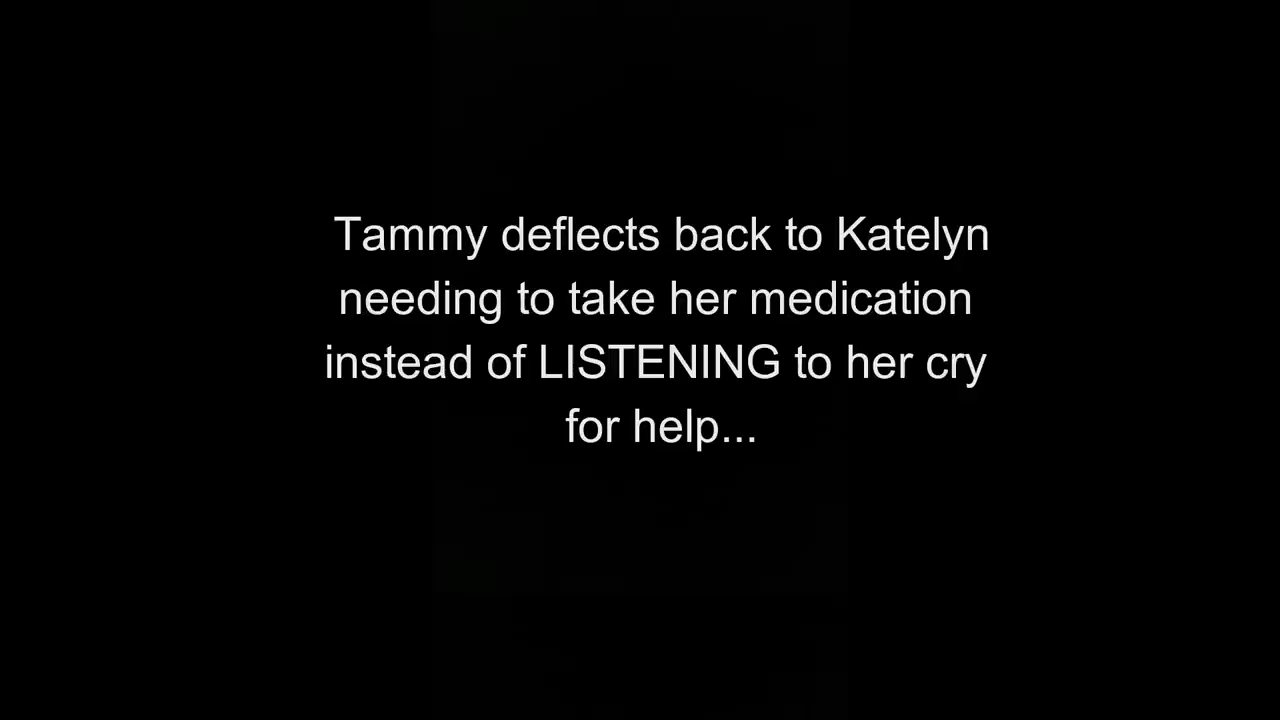 Tammy deflects back to Katelyn
needing to take her medication
instead of LISTENING to her cry
for help...